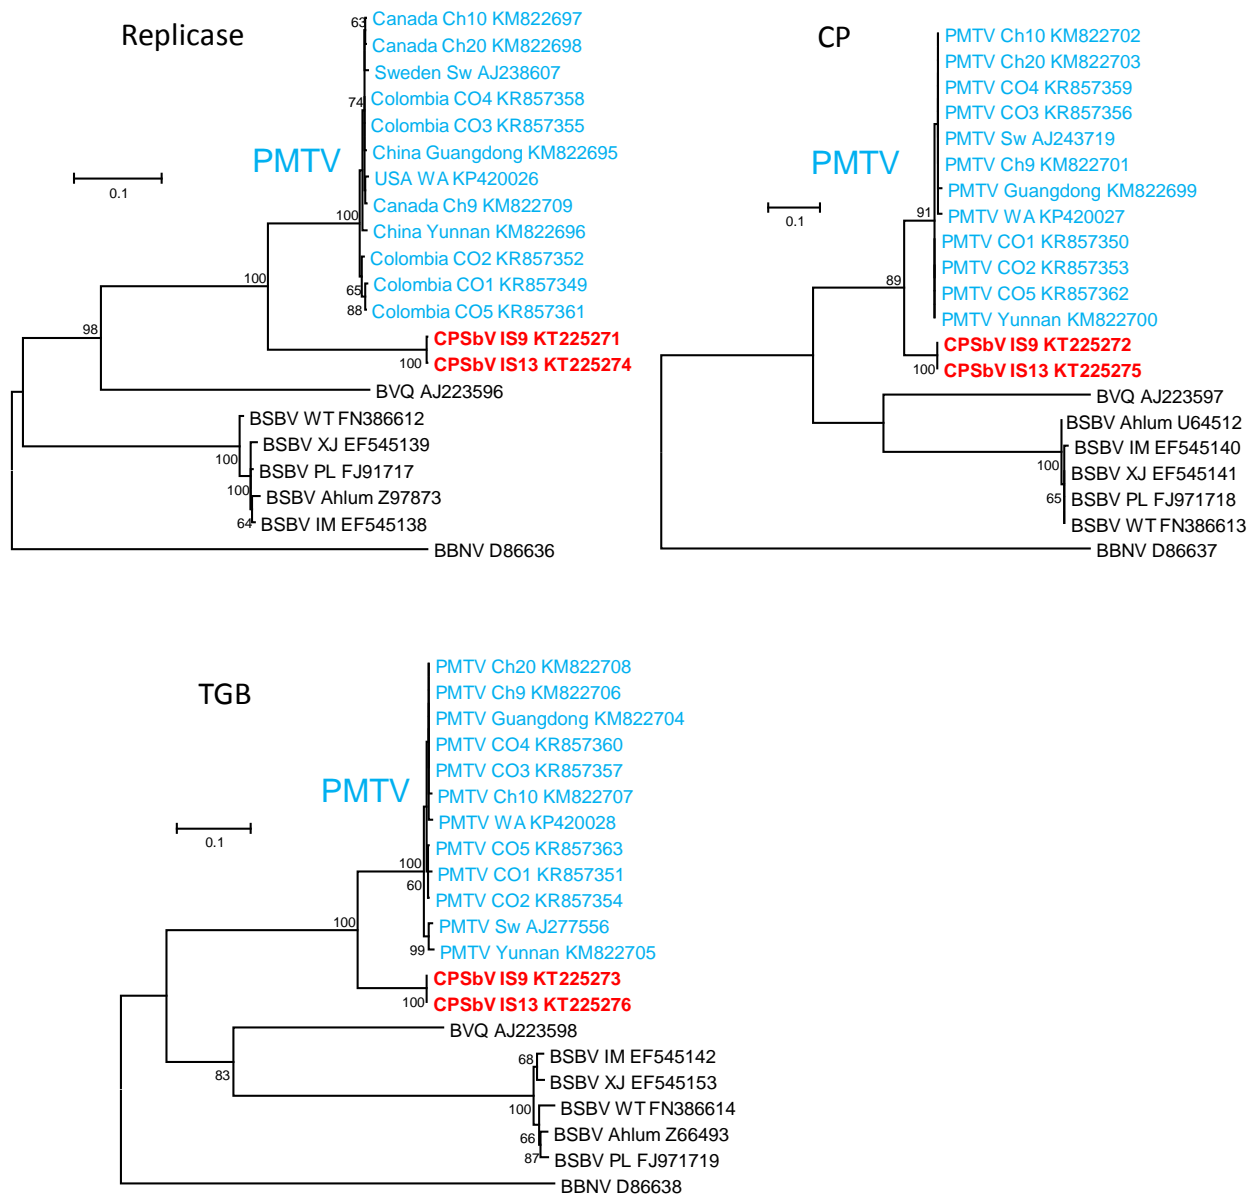 Replicase
63
Canada Ch10 KM822697
Canada Ch20 KM822698
Sweden Sw AJ238607
74
Colombia CO4 KR857358
Colombia CO3 KR857355
PMTV
China Guangdong KM822695
0.1
USA WA KP420026
Canada Ch9 KM822709
100
China Yunnan KM822696
Colombia CO2 KR857352
100
65
Colombia CO1 KR857349
88
Colombia CO5 KR857361
98
CPSbV IS9 KT225271
100
CPSbV IS13 KT225274
BVQ AJ223596
BSBV WT FN386612
BSBV XJ EF545139
100
BSBV PL FJ91717
100
BSBV Ahlum Z97873
64
BSBV IM EF545138
BBNV D86636
CP
PMTV Ch10 KM822702
PMTV Ch20 KM822703
PMTV CO4 KR857359
PMTV CO3 KR857356
PMTV Sw AJ243719
PMTV
PMTV Ch9 KM822701
PMTV Guangdong KM822699
0.1
91
PMTV WA KP420027
PMTV CO1 KR857350
PMTV CO2 KR857353
89
PMTV CO5 KR857362
PMTV Yunnan KM822700
CPSbV IS9 KT225272
100
CPSbV IS13 KT225275
BVQ AJ223597
BSBV Ahlum U64512
BSBV IM EF545140
100
BSBV XJ EF545141
65
BSBV PL FJ971718
BSBV WT FN386613
BBNV D86637
TGB
PMTV Ch20 KM822708
PMTV Ch9 KM822706
PMTV Guangdong KM822704
PMTV CO4 KR857360
PMTV CO3 KR857357
PMTV
PMTV Ch10 KM822707
PMTV WA KP420028
0.1
PMTV CO5 KR857363
100
PMTV CO1 KR857351
60
PMTV CO2 KR857354
100
PMTV Sw AJ277556
99
PMTV Yunnan KM822705
CPSbV IS9 KT225273
100
CPSbV IS13 KT225276
BVQ AJ223598
68
BSBV IM EF545142
83
BSBV XJ EF545153
100
BSBV WT FN386614
66
BSBV Ahlum Z66493
87
BSBV PL FJ971719
BBNV D86638